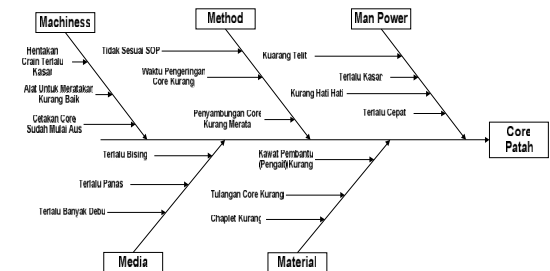 Machiness
Method
Man Power
Hentakan
Crain Terlalu
Kasar
Tidak Sesuai SOP
Kuarang Telit
Waktu Pengeringan
Core Kurang
Terlalu Kasar
Alat Untuk Meratakan
Kurang Baik
Kurang Hati Hati
Cetakan Core
Sudah Mulai Aus
Penyambungan Core
Kurang Merata
Terlalu Cepat
Core
Patah
Terlalu Bising
Kawat Pembantu
(Pengait)Kurang
Terlalu Panas
Tulangan Core Kurang
Terlalu Banyak Debu
Chaplet Kurang
Media
Material